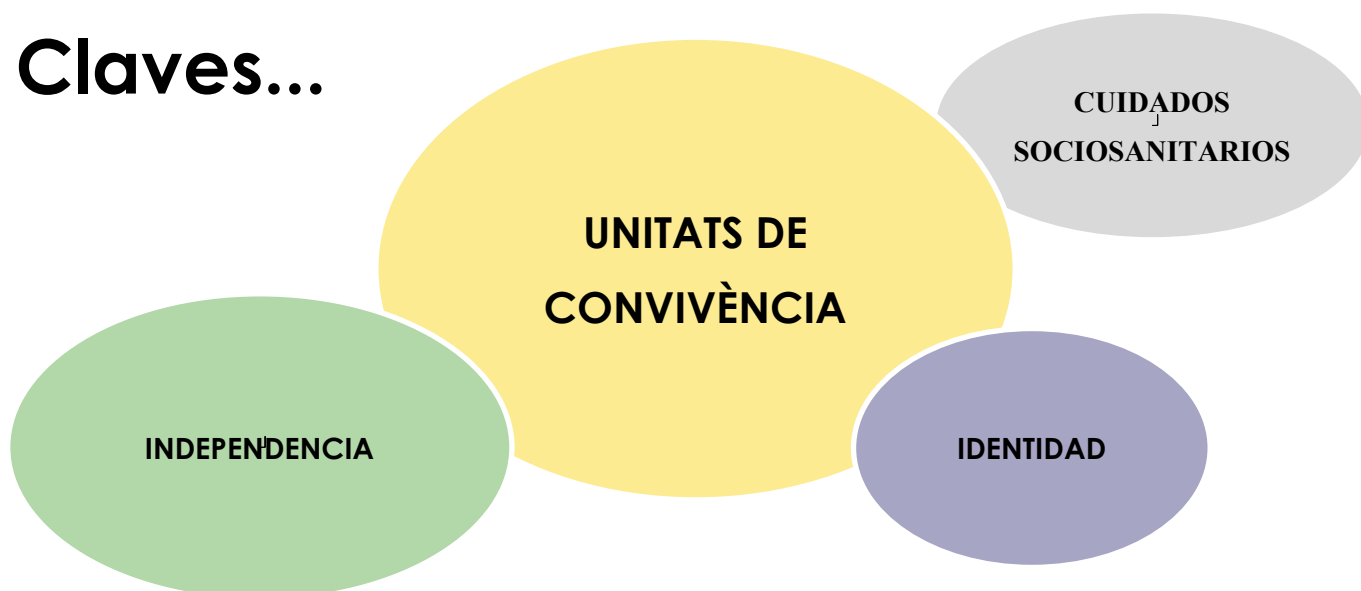 Claves...
CUIDADOS
SOCIOSANITARIOS
UNITATS DE
CONVIVÈNCIA
INDEPENDENCIA
IDENTIDAD